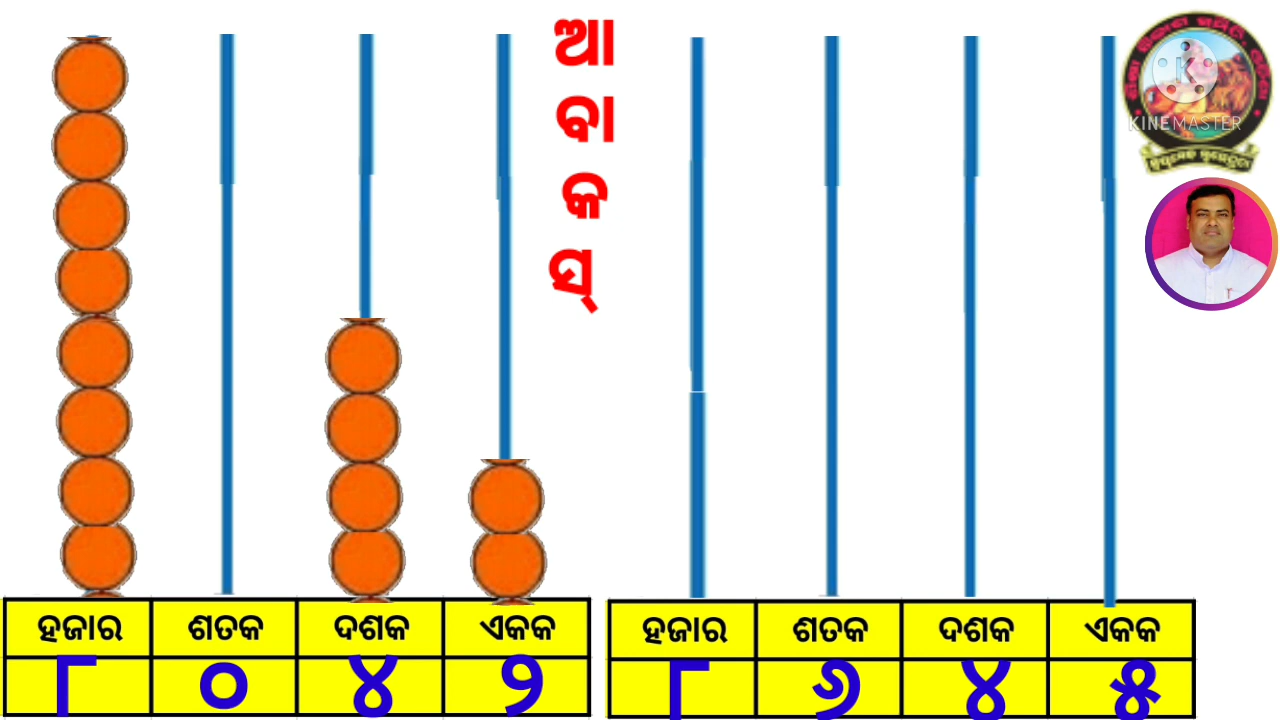 ଆ
ବା
କ
ସ୍
KINEMASTER
ହଜାର ଶତକ ଦଶକ ଏକକ
୮ ୦ ୪ ୨
ହଜାର ଶତକ ଦଶକ ଏକକ
୮ ୬ ୪ ୫